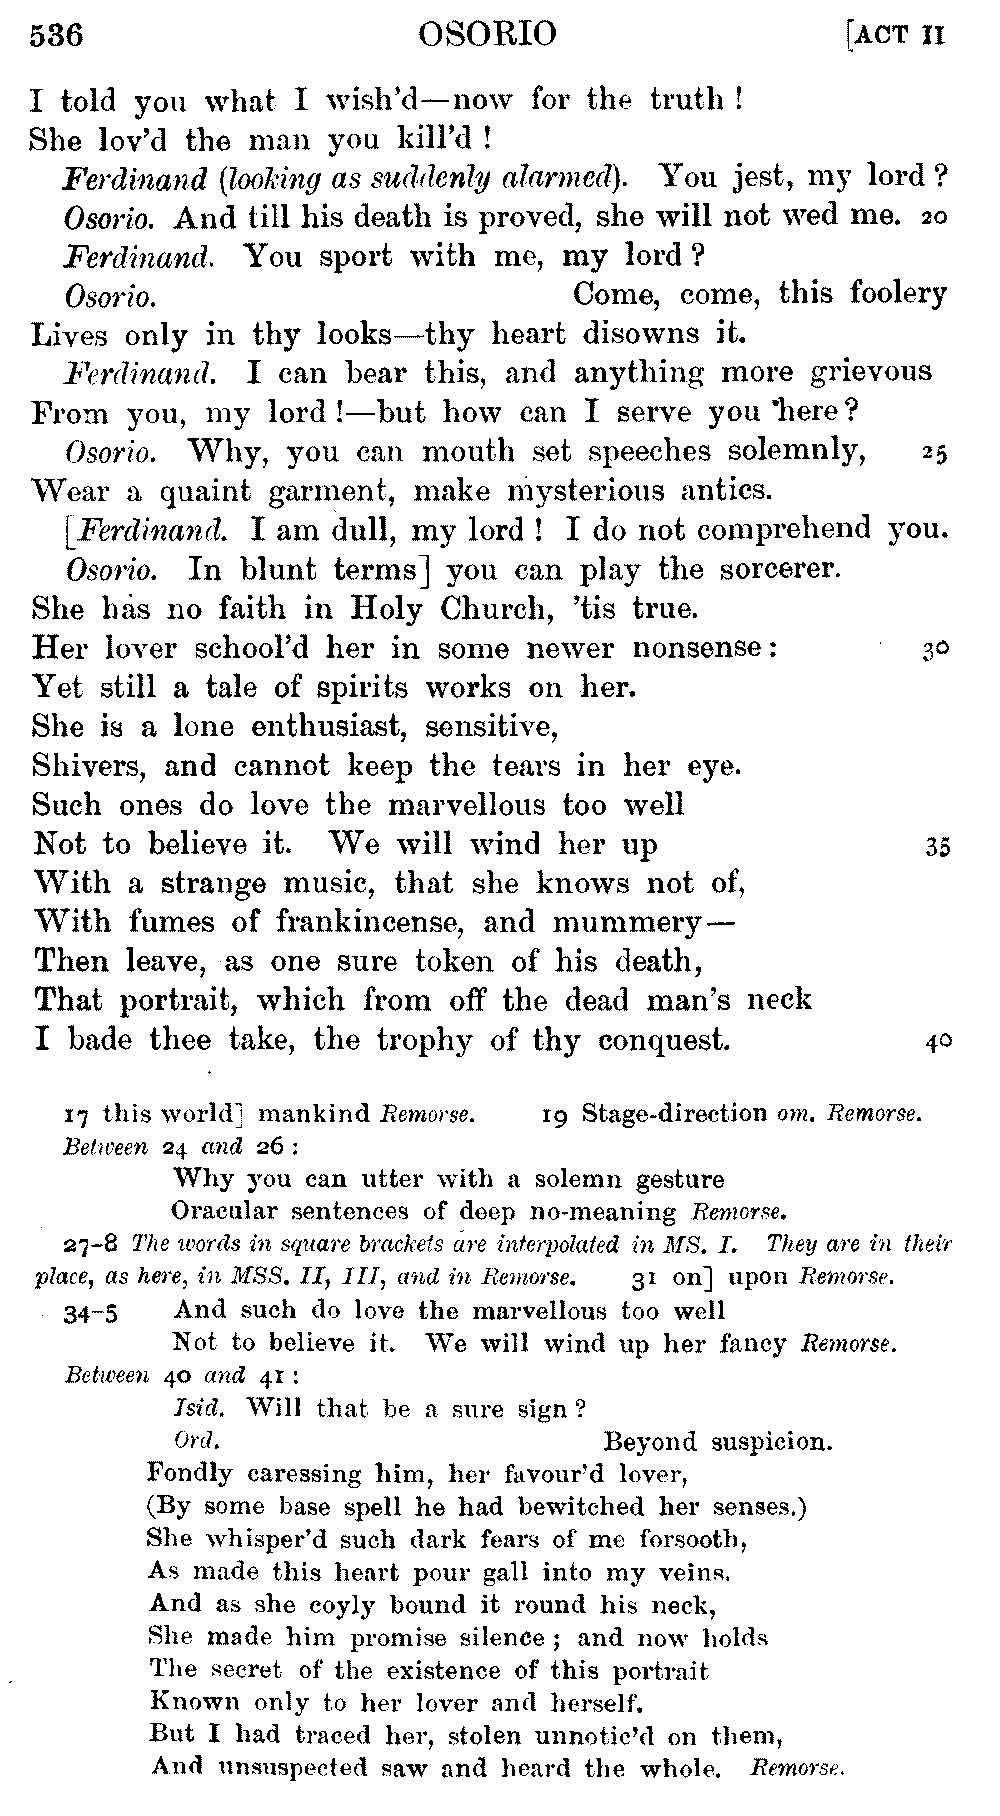 536 OSORIO [ACT II
I told you what I wish'd—now for the truth !
She lov'd the man you kill'd !
Ferdinand (looking as suddenly alarmed). You jest, my lord ?
Osorio. And till his death is proved, she will not wed me. 20
Ferdinand. You sport with me, my lord ?
Osorio. Come, come, this foolery
Lives only in thy looks—thy heart disowns it.
Ferdinand. I can bear this, and anything more grievous
From you, my lord !—but how can I serve you here ?
Osorio. Why, you can mouth set speeches solemnly, 25
Wear a quaint garment, make mysterious antics.
[Ferdinand. I am dull, my lord ! I do not comprehend you.
Osorio. In blunt terms] you can play the sorcerer.
She has no faith in Holy Church, 'tis true.
Her lover school'd her in some newer nonsense : 30
Yet still a tale of spirits works on her.
She is a lone enthusiast, sensitive,
Shivers, and cannot keep the tears in her eye.
Such ones do love the marvellous too well
Not to believe it. We will wind her up 35
With a strange music, that she knows not of,
With fumes of frankincense, and mummery—
Then leave, as one sure token of his death,
That portrait, which from off the dead man's neck
I bade thee take, the trophy of thy conquest. 40
17 this world] mankind Remorse. 19 Stage-direction om. Remorse.
Between 24 and 26 :
Why you can utter with a solemn gesture
Oracular sentences of deep no-meaning Remorse.
27-8 The words in square brackets are interpolated in MS. I. They are in their
place, as here, in MSS. II, III, and in Remorse. 31 on] upon Remorse.
34-5 And such do love the marvellous too well
Not to believe it. We will wind up her fancy Remorse.
Between 40 and 41 :
Isid. Will that be a sure sign ?
Ord. Beyond suspicion.
Fondly caressing him, her favour'd lover,
(By some base spell he had bewitched her senses.)
She whisper'd such dark fears of me forsooth,
As made this heart pour gall into my veins.
And as she coyly bound it round his neck,
She made him promise silence ; and now holds
The secret of the existence of this portrait
Known only to her lover and herself.
But I had traced her, stolen unnotic'd on them,
And unsuspected saw and heard the whole. Remorse.